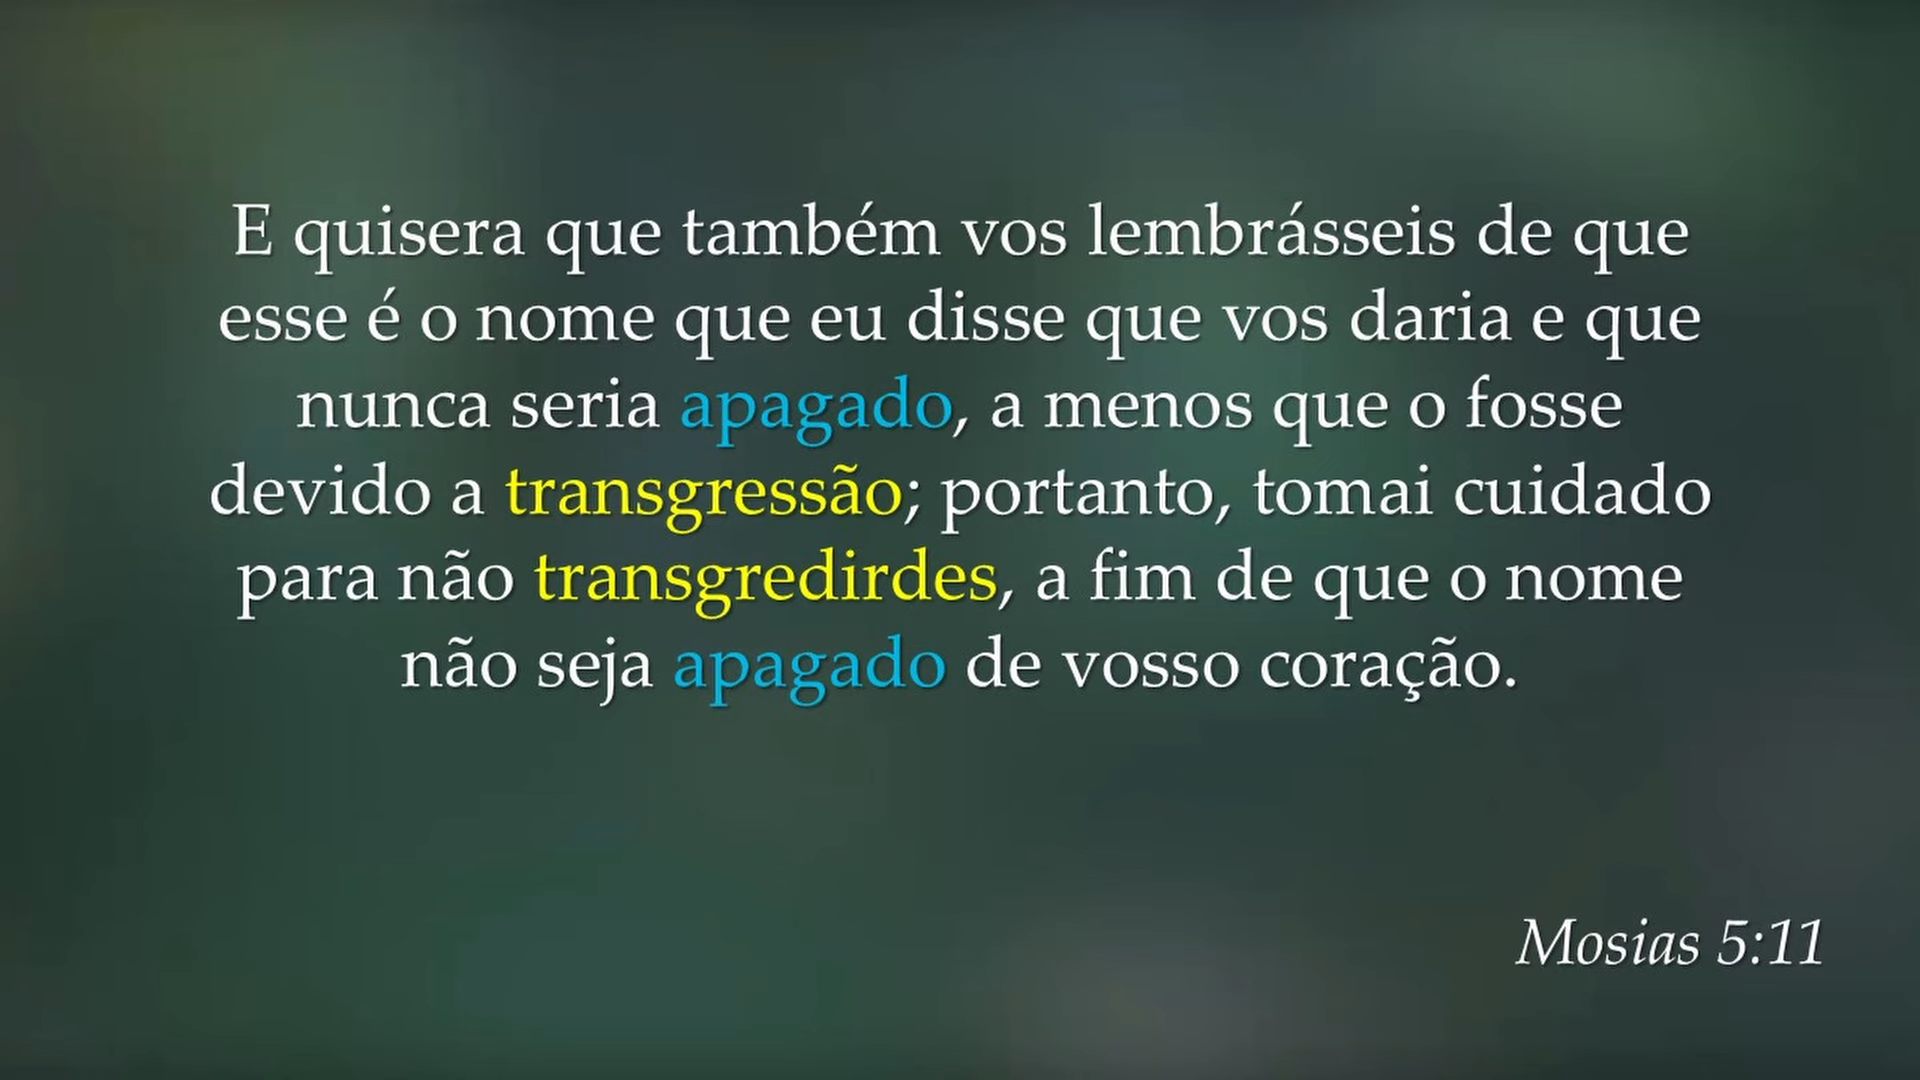 E quisera que também vos lembrásseis de que
esse é o nome que eu disse que vos daria e que
nunca seria apagado, a menos que o fosse
devido a transgressão; portanto, tomai cuidado
para não transgredirdes, a fim de que o nome
não seja apagado de vosso coração.
Mosias 5:11